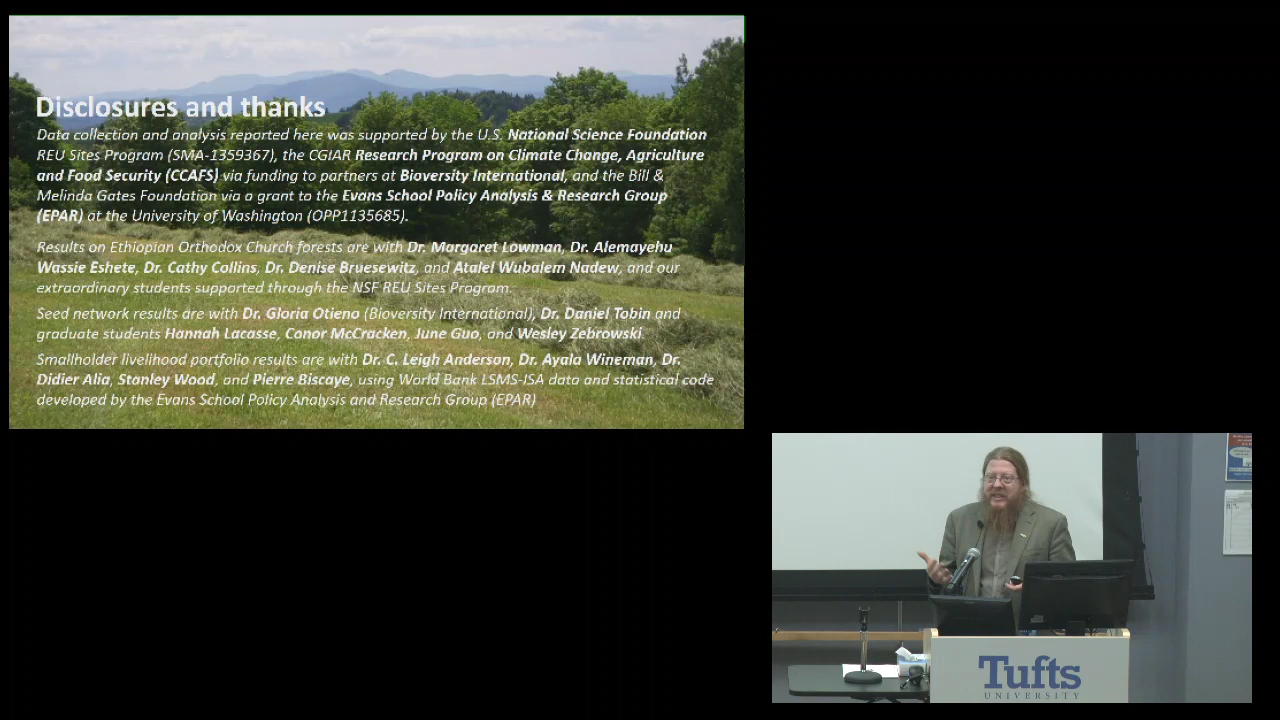 Disclosures and thanks
Data collection and analysis reported here was supported by the U.S. National Science Foundation
REU Sites Program (SMA-1359367), the CGIAR Research Program on Climate Change, Agriculture
and Food Security (CCAFS) via funding to partners at Bioversity International, and the Bill &
Melinda Gates Foundation via a grant to the Evans School Policy Analysis & Research Group
(EPAR) at the University of Washington (OPP1135685).
Results on Ethiopian Orthodox Church forests are with Dr. Margaret Lowman, Dr. Alemayehu
Wassie Eshete, Dr. Cathy Collins, Dr. Denise Bruesewitz, and Atalel Wubalem Nadew, and our
extraordinary students supported through the NSF REU Sites Program.
Seed network results are with Dr. Gloria Otieno (Bioversity International), Dr. Daniel Tobin and
graduate students Hannah Lacasse, Conor McCracken, June Guo, and Wesley Zebrowski.
Smallholder livelihood portfolio results are with Dr. C. Leigh Anderson, Dr. Ayala Wineman, Dr.
Didier Alia, Stanley Wood, and Pierre Biscaye, using World Bank LSMS-ISA data and statistical code
developed by the Evans School Policy Analysis and Research Group (EPAR)
Tufts
UNIVERSITY